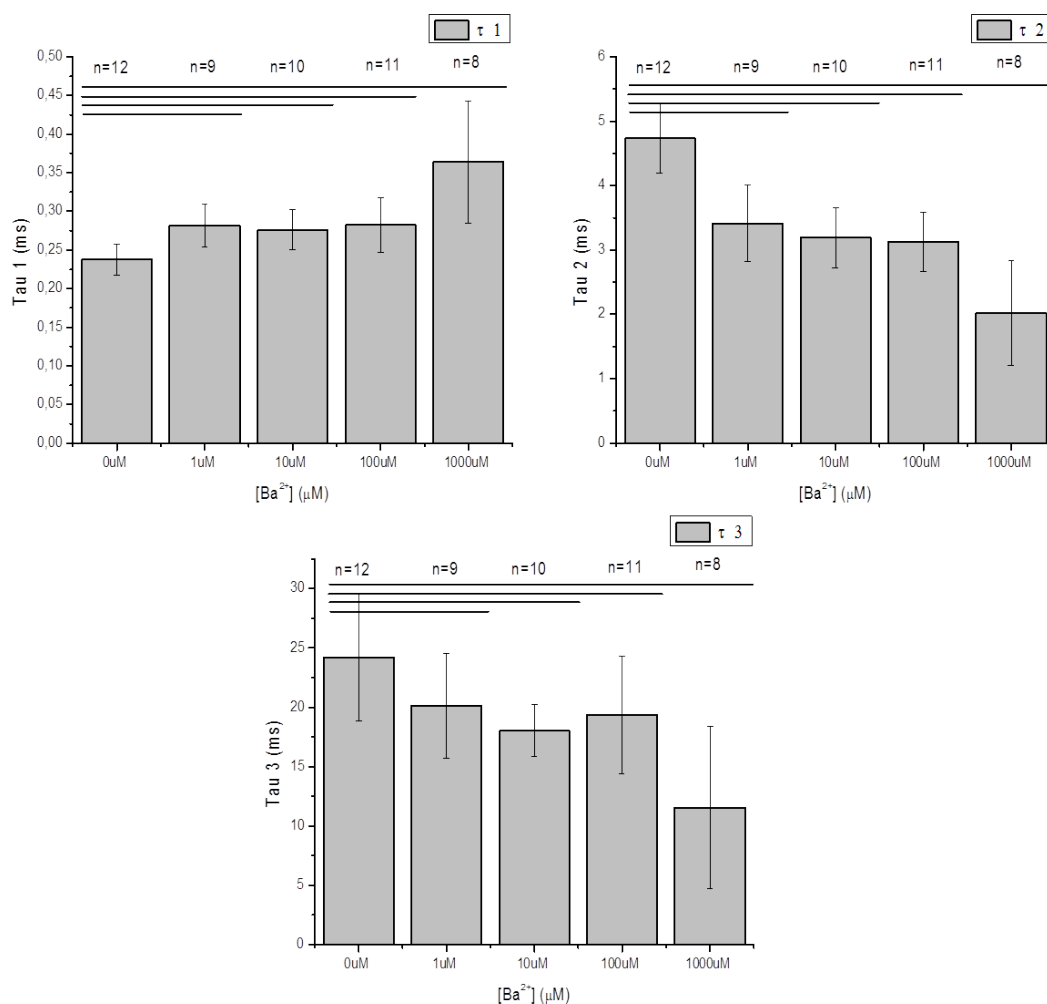 τ 1
0,50
0,45
0,40
0,35
0,30
0,25
0,20
0,15
0,10
0,05
0,00
Tau 1 (ms)
n=12 n=9 n=10 n=11 n=8
0uM 1uM 10uM 100uM 1000uM
[Ba²⁺] (µM)
τ 2
6
5
4
3
2
1
0
Tau 2 (ms)
n=12 n=9 n=10 n=11 n=8
0uM 1uM 10uM 100uM 1000uM
[Ba²⁺] (µM)
τ 3
30
25
20
15
10
5
0
Tau 3 (ms)
n=12 n=9 n=10 n=11 n=8
0uM 1uM 10uM 100uM 1000uM
[Ba²⁺] (µM)